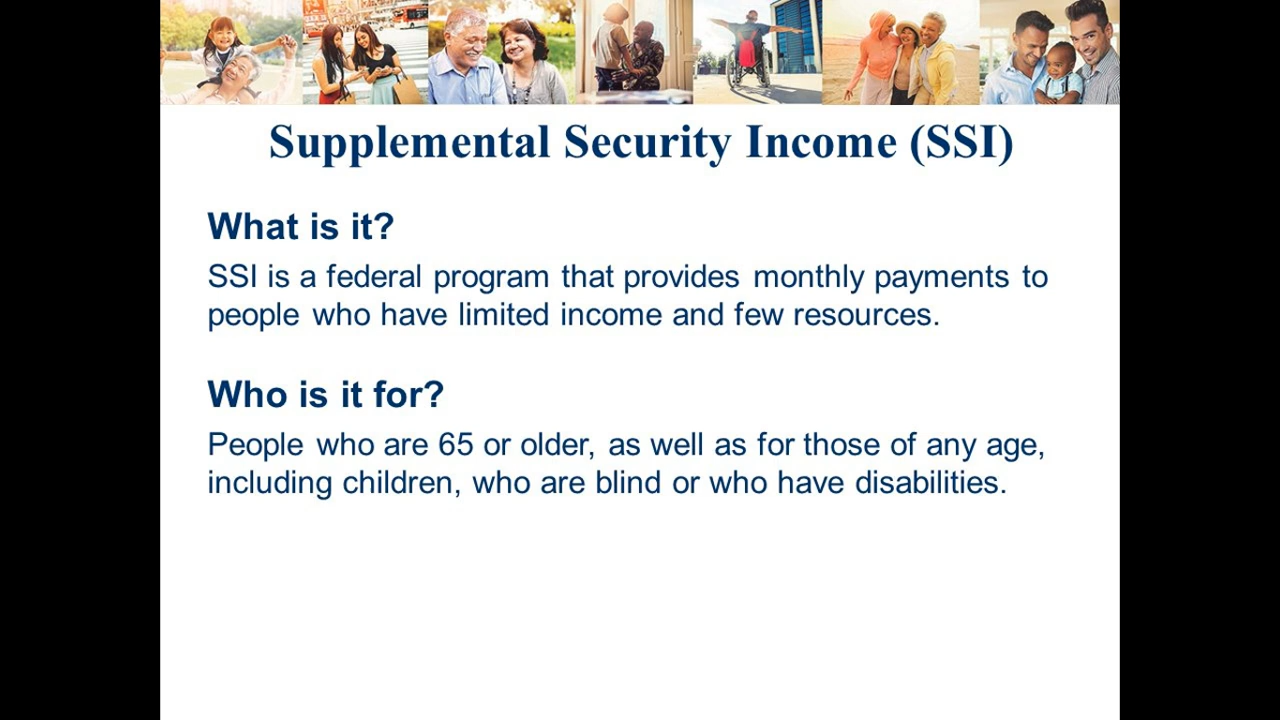 Supplemental Security Income (SSI)
What is it?
SSI is a federal program that provides monthly payments to
people who have limited income and few resources.
Who is it for?
People who are 65 or older, as well as for those of any age,
including children, who are blind or who have disabilities.